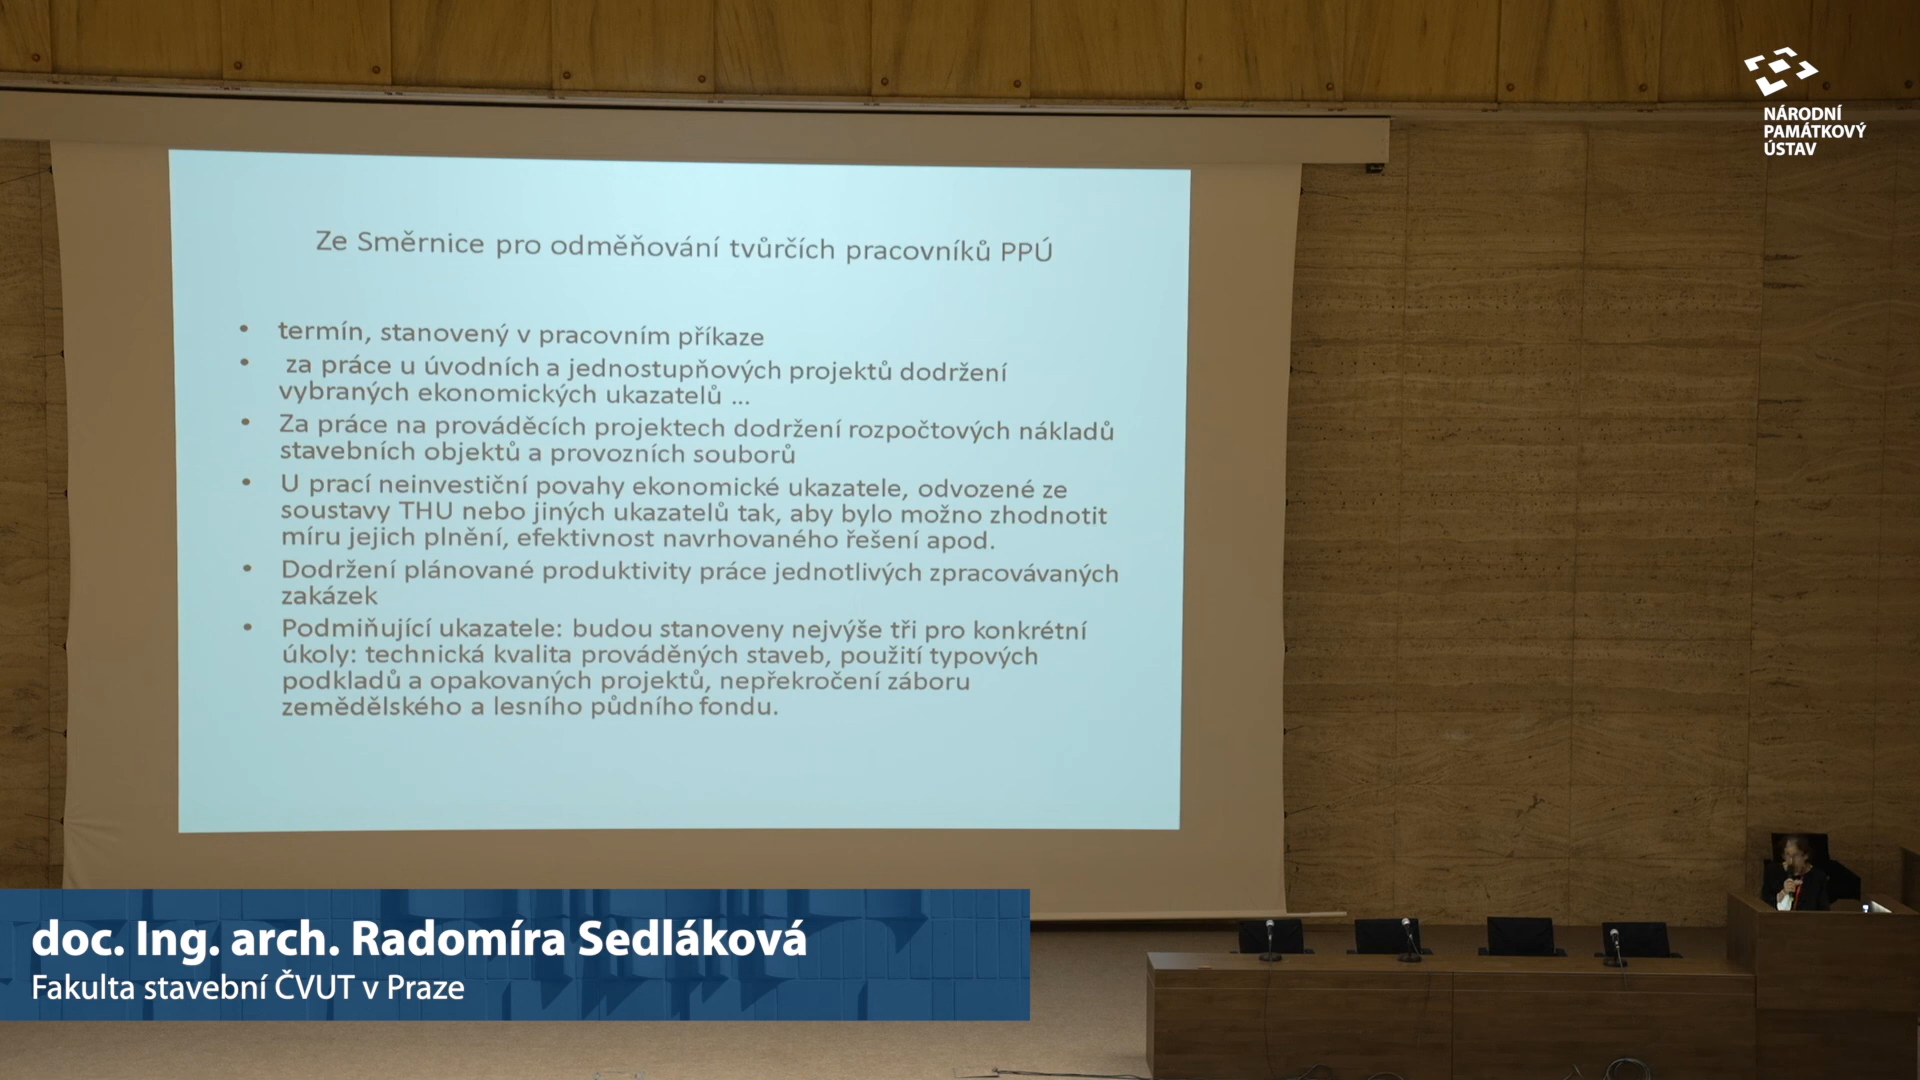 NÁRODNÍ
PAMÁTKOVÝ
ÚSTAV
Ze Směrnice pro odměňování tvůrčích pracovníků PPÚ
• termín, stanovený v pracovním příkaze
• za práce u úvodních a jednostupňových projektů dodržení
vybraných ekonomických ukazatelů ...
• Za práce na prováděcích projektech dodržení rozpočtových nákladů
stavebních objektů a provozních souborů
• U prací neinvestiční povahy ekonomické ukazatele, odvozené ze
soustavy THU nebo jiných ukazatelů tak, aby bylo možno zhodnotit
míru jejich plnění, efektivnost navrhovaného řešení apod.
• Dodržení plánované produktivity práce jednotlivých zpracovávaných
zakázek
• Podmiňující ukazatele: budou stanoveny nejvýše tři pro konkrétní
úkoly: technická kvalita prováděných staveb, použití typových
podkladů a opakovaných projektů, nepřekročení záboru
zemědělského a lesního půdního fondu.
doc. Ing. arch. Radomíra Sedláková
Fakulta stavební ČVUT v Praze